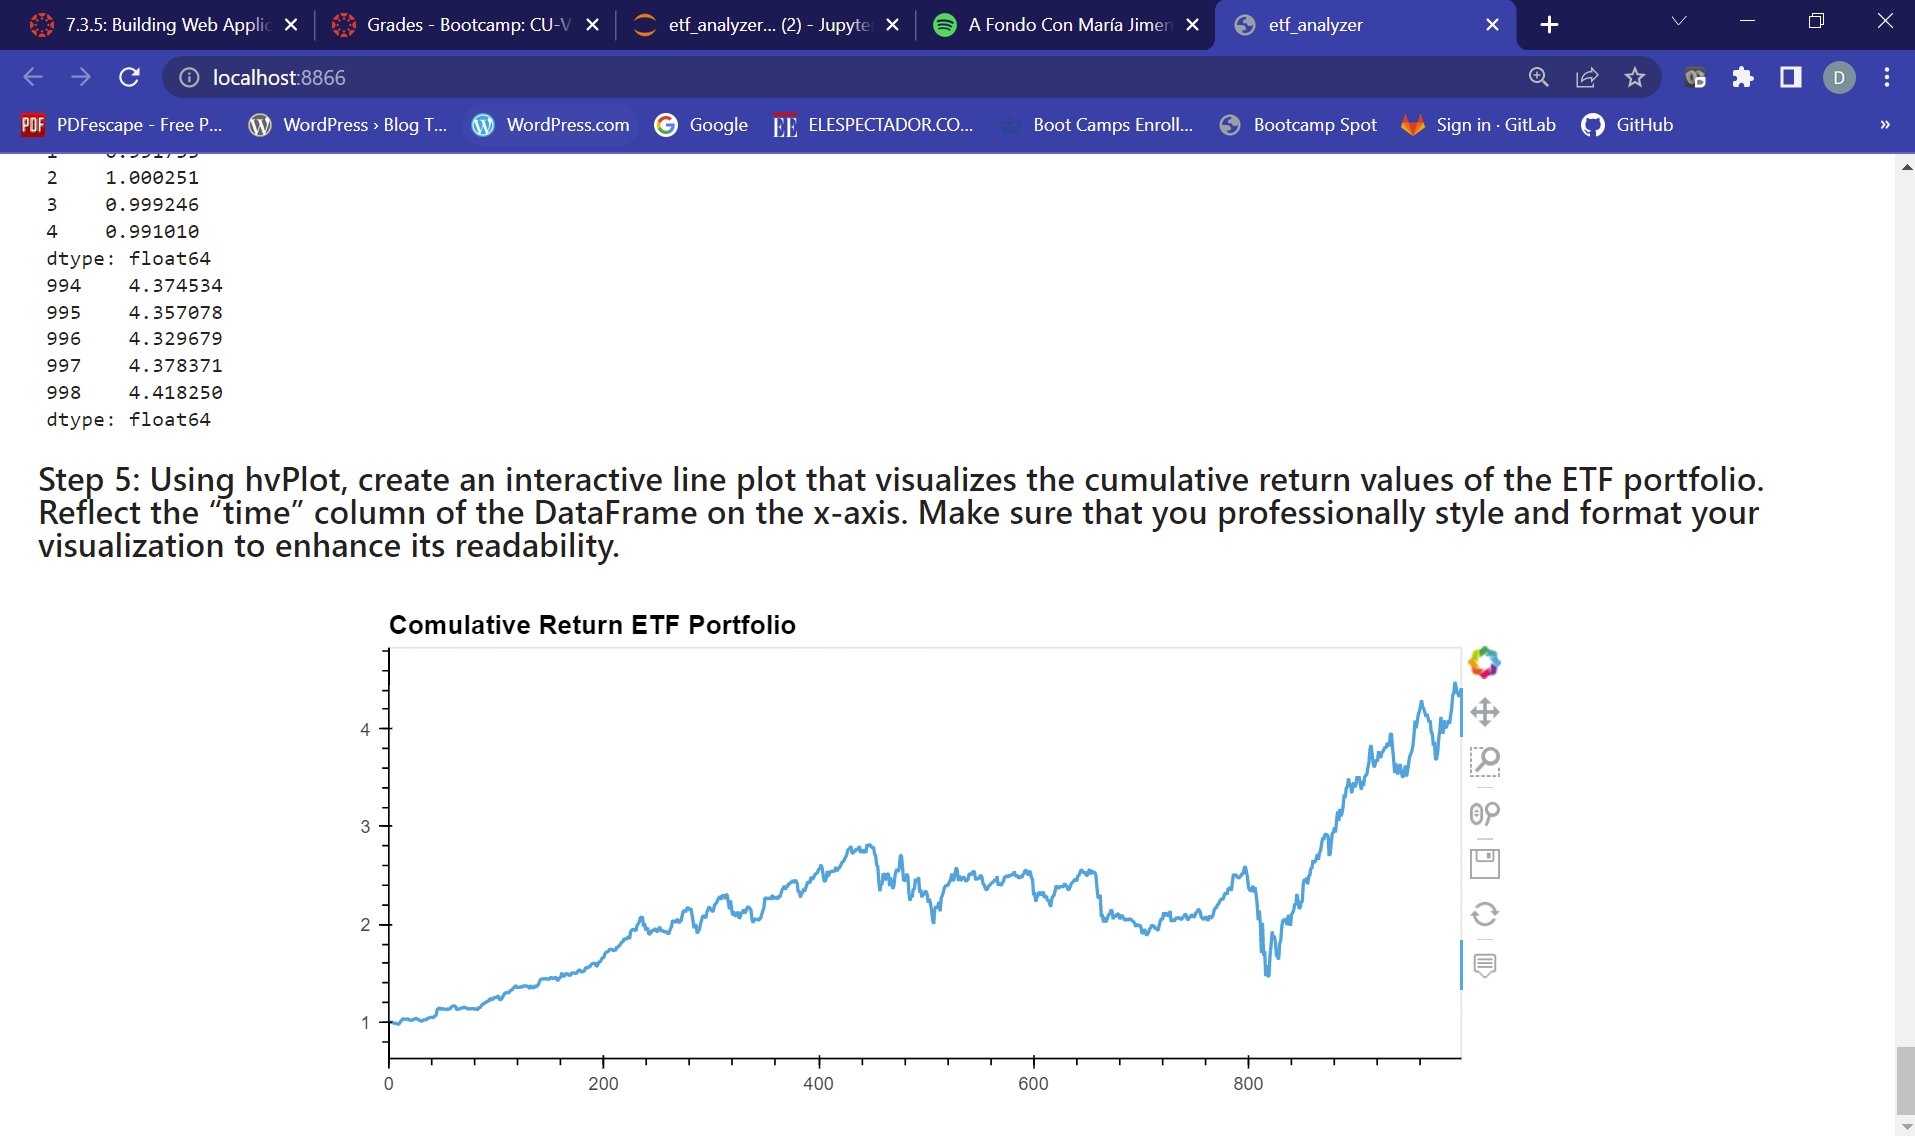 7.3.5: Building Web Applic
Grades - Bootcamp: CU-V
etf_analyzer... (2) - Jupyte
A Fondo Con María Jimen
etf_analyzer
localhost:8866
D
PDF PDFescape - Free P...
WordPress › Blog T...
WordPress.com
Google
EE ELESPECTADOR.CO...
Boot Camps Enroll...
Bootcamp Spot
Sign in · GitLab
GitHub
»
2 1.000251
3 0.999246
4 0.991010
dtype: float64
994 4.374534
995 4.357078
996 4.329679
997 4.378371
998 4.418250
dtype: float64
Step 5: Using hvPlot, create an interactive line plot that visualizes the cumulative return values of the ETF portfolio.
Reflect the “time” column of the DataFrame on the x-axis. Make sure that you professionally style and format your
visualization to enhance its readability.
Comulative Return ETF Portfolio
4
3
2
1
0 200 400 600 800